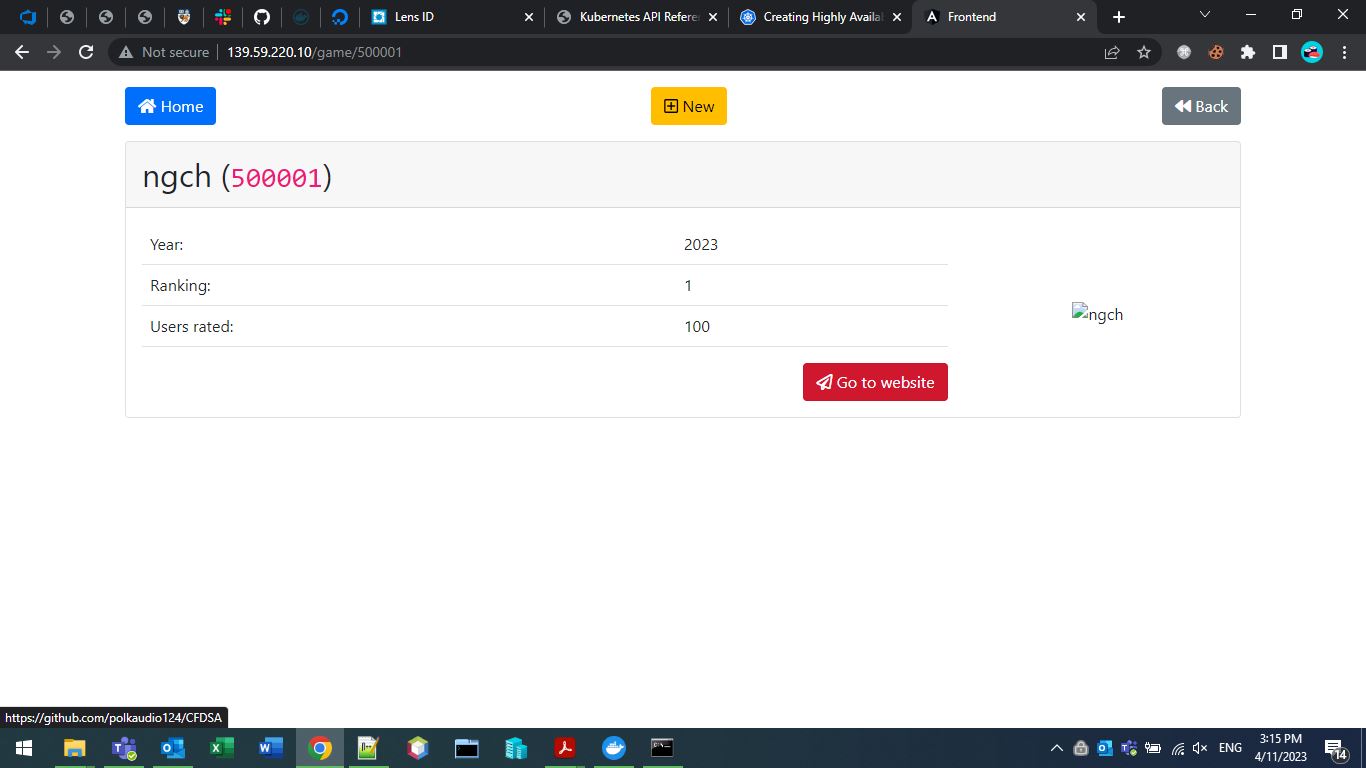 Lens ID
Kubernetes API Refere
Creating Highly Availa
Frontend
Not secure
139.59.220.10/game/500001
Home
New
Back
ngch (500001)
Year: 2023
Ranking: 1
Users rated: 100
ngch
Go to website
https://github.com/polkaudio124/CFDSA
ENG
3:15 PM
4/11/2023
14